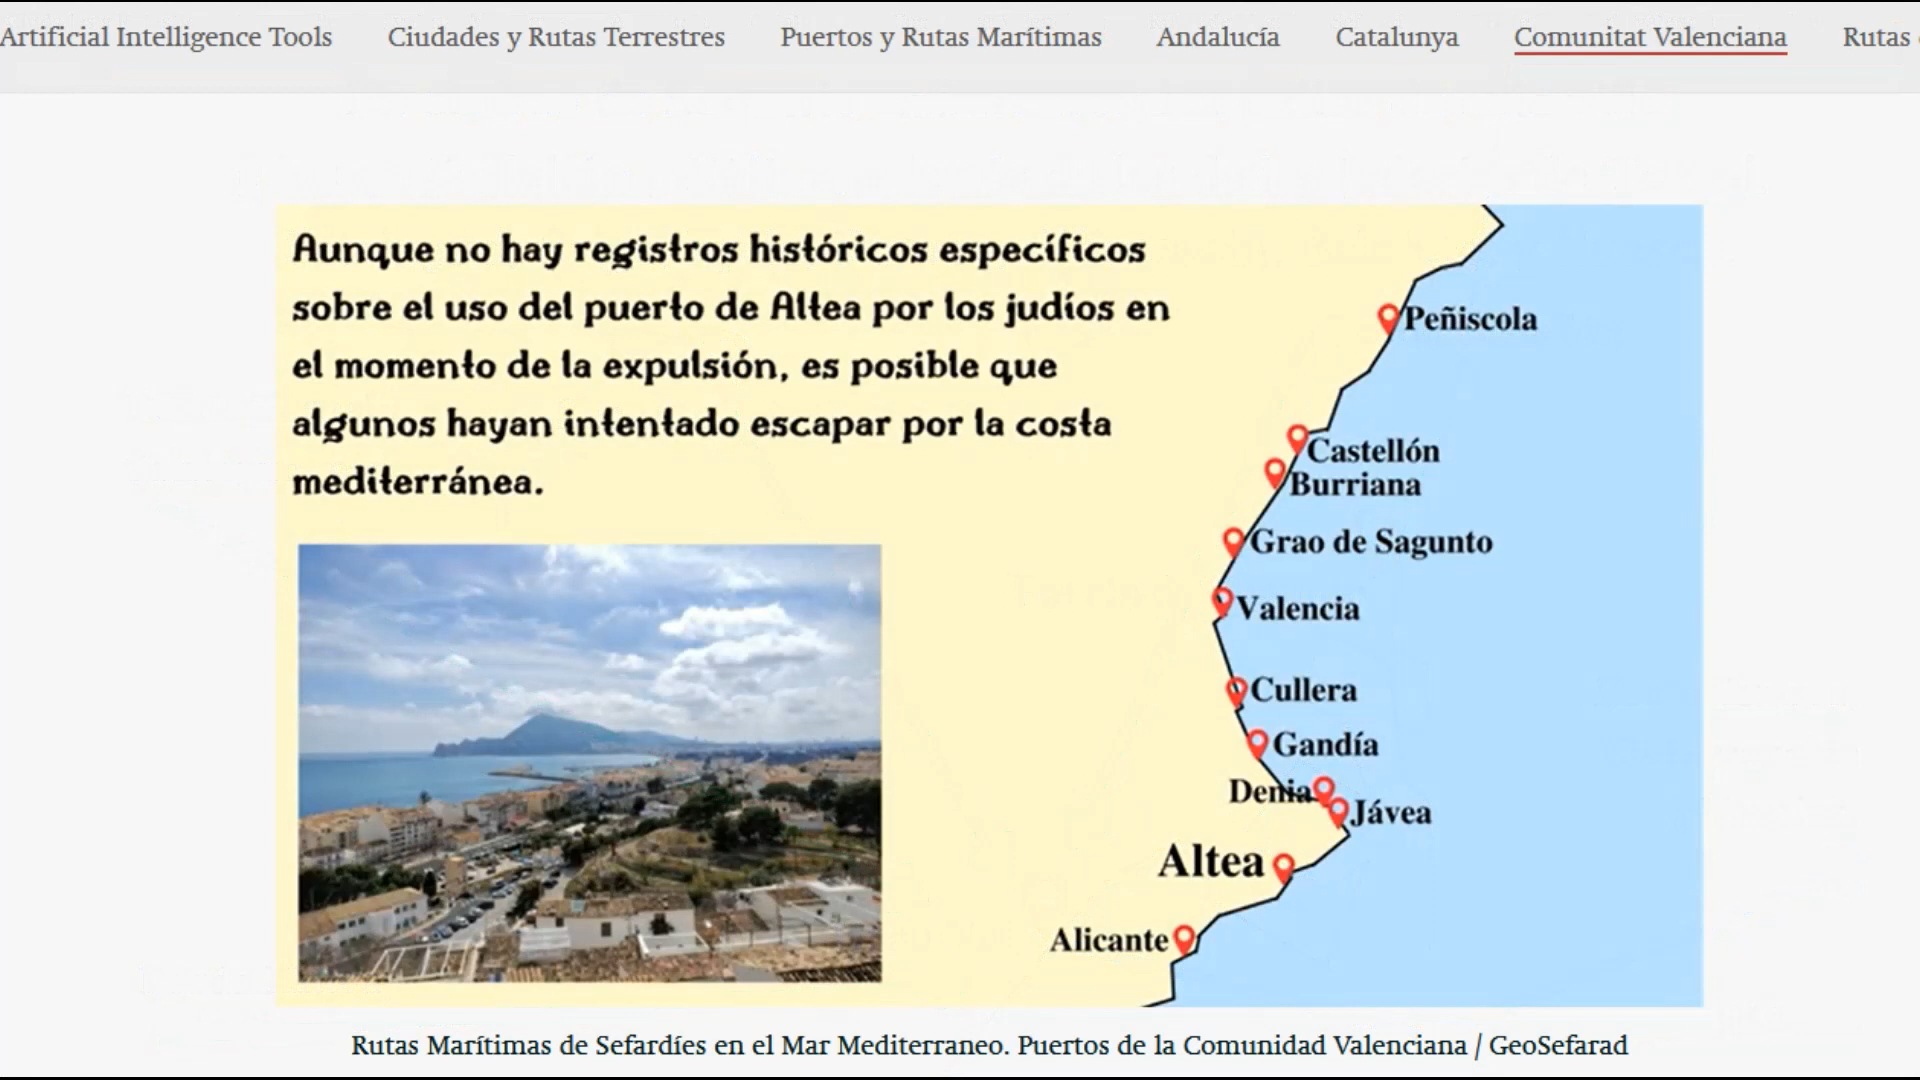 Artificial Intelligence Tools Ciudades y Rutas Terrestres Puertos y Rutas Marítimas Andalucía Catalunya Comunitat Valenciana Rutas
Aunque no hay registros históricos específicos
sobre el uso del puerto de Altea por los judíos en
el momento de la expulsión, es posible que
algunos hayan intentado escapar por la costa
mediterránea.
Peñiscola
Castellón
Burriana
Grao de Sagunto
Valencia
Cullera
Gandía
Denia
Jávea
Altea
Alicante
Rutas Marítimas de Sefardíes en el Mar Mediterraneo. Puertos de la Comunidad Valenciana / GeoSefarad